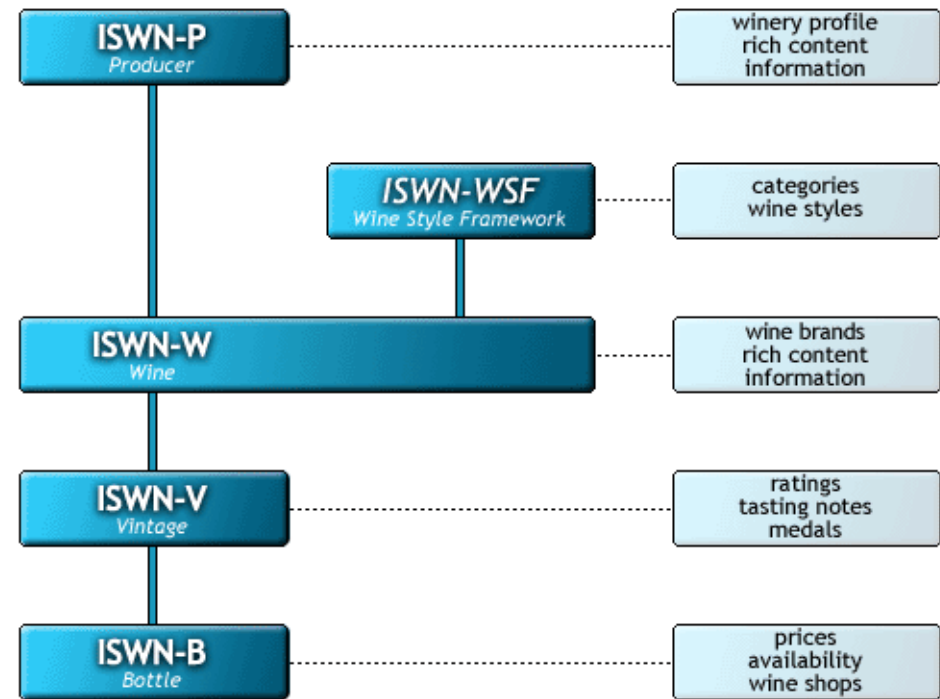 ISWN-P
Producer
winery profile
rich content
information
ISWN-WSF
Wine Style Framework
categories
wine styles
ISWN-W
Wine
wine brands
rich content
information
ISWN-V
Vintage
ratings
tasting notes
medals
ISWN-B
Bottle
prices
availability
wine shops